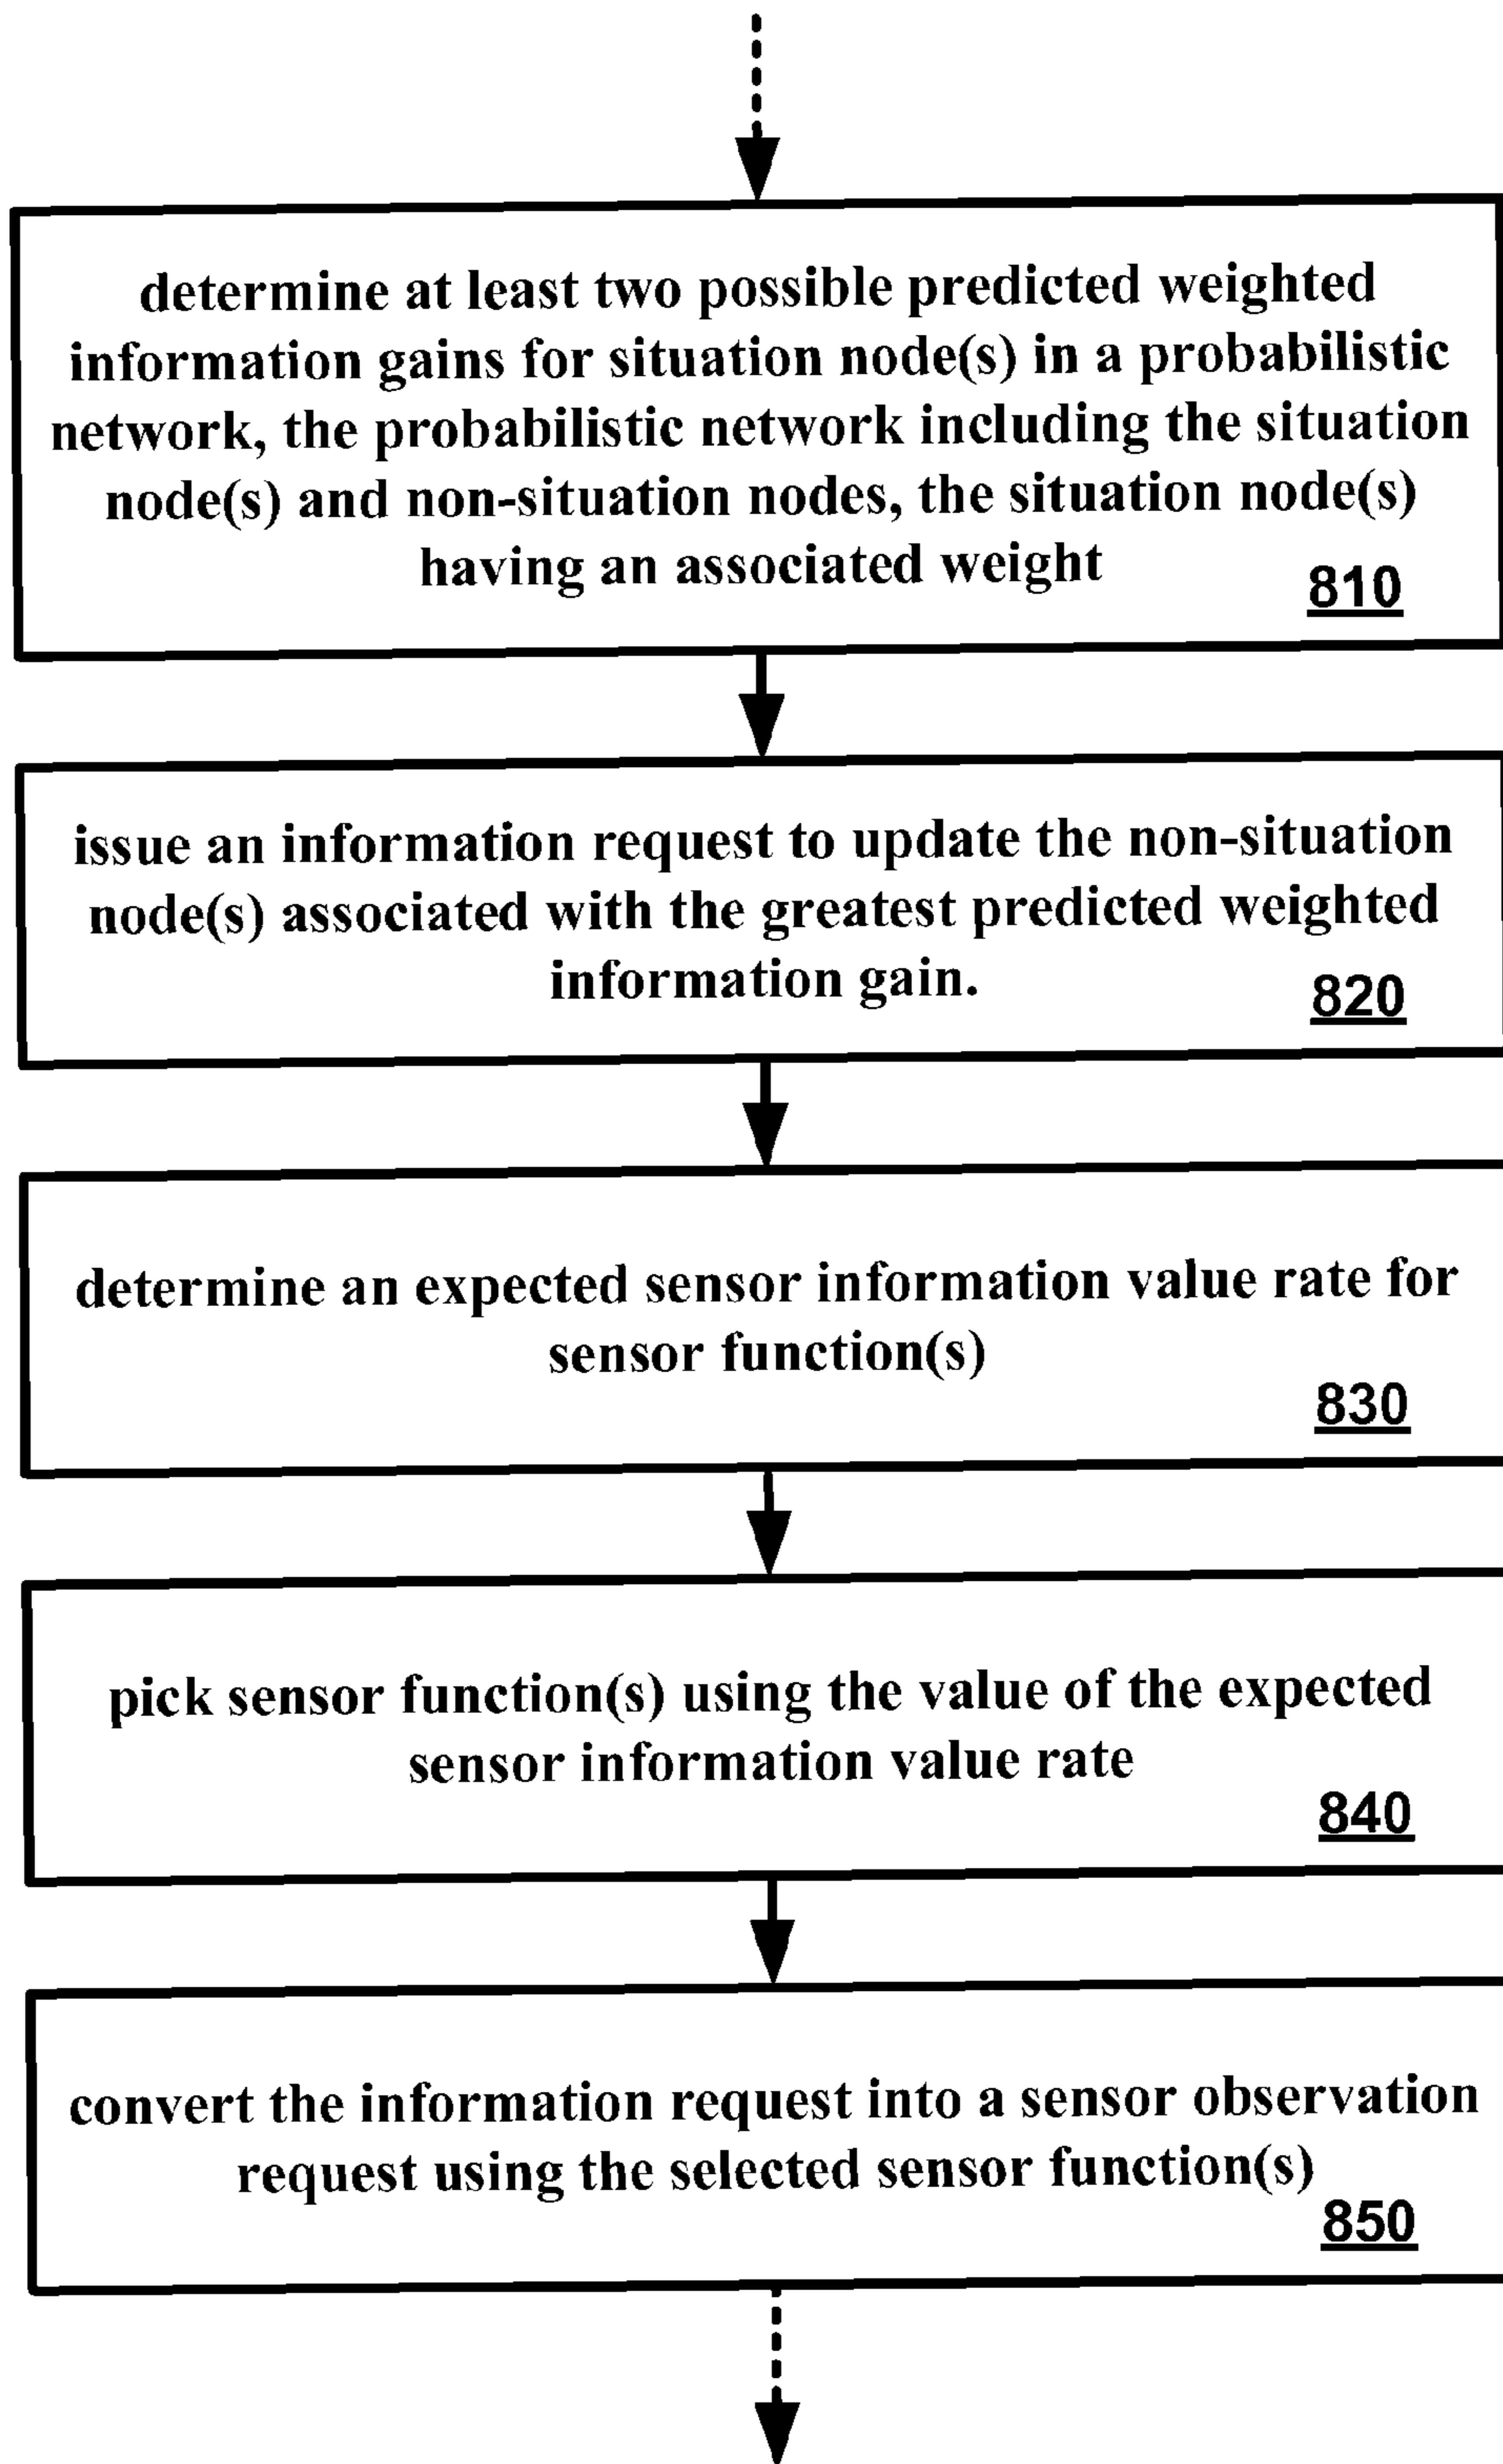 determine at least two possible predicted weighted
information gains for situation node(s) in a probabilistic
network, the probabilistic network including the situation
node(s) and non-situation nodes, the situation node(s)
having an associated weight
810
issue an information request to update the non-situation
node(s) associated with the greatest predicted weighted
information gain.
820
determine an expected sensor information value rate for
sensor function(s)
830
pick sensor function(s) using the value of the expected
sensor information value rate
840
convert the information request into a sensor observation
request using the selected sensor function(s)
850